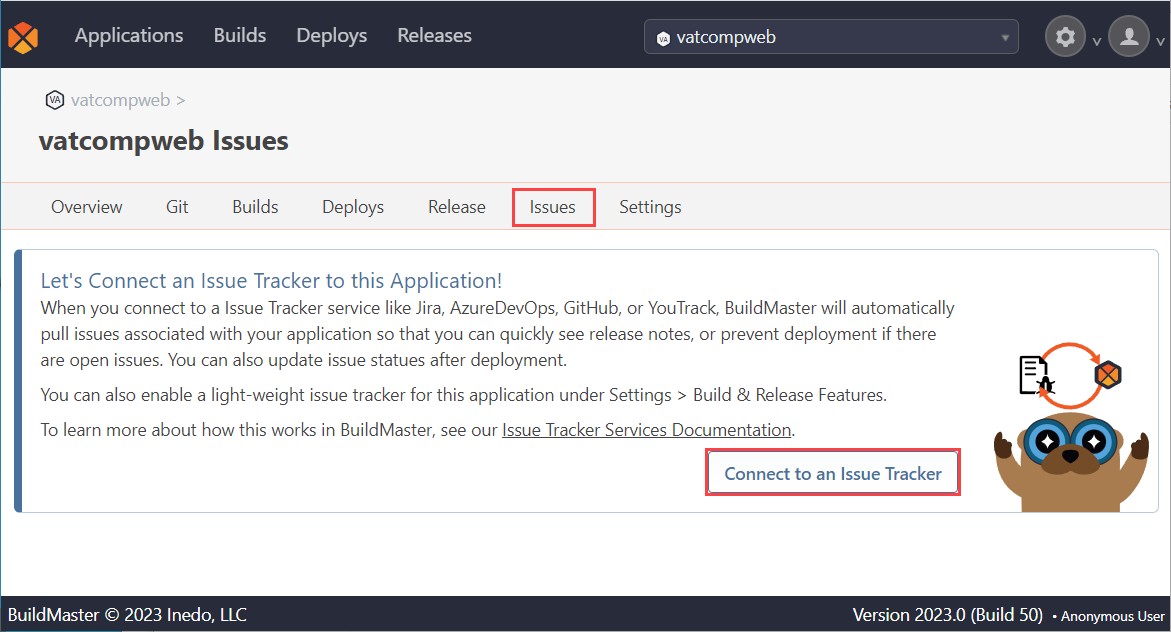 Applications Builds Deploys Releases
VA vatcompweb
VA vatcompweb >
vatcompweb Issues
Overview Git Builds Deploys Release Issues Settings
Let's Connect an Issue Tracker to this Application!
When you connect to a Issue Tracker service like Jira, AzureDevOps, GitHub, or YouTrack, BuildMaster will automatically
pull issues associated with your application so that you can quickly see release notes, or prevent deployment if there
are open issues. You can also update issue statues after deployment.
You can also enable a light-weight issue tracker for this application under Settings > Build & Release Features.
To learn more about how this works in BuildMaster, see our Issue Tracker Services Documentation.
Connect to an Issue Tracker
BuildMaster © 2023 Inedo, LLC
Version 2023.0 (Build 50) • Anonymous User